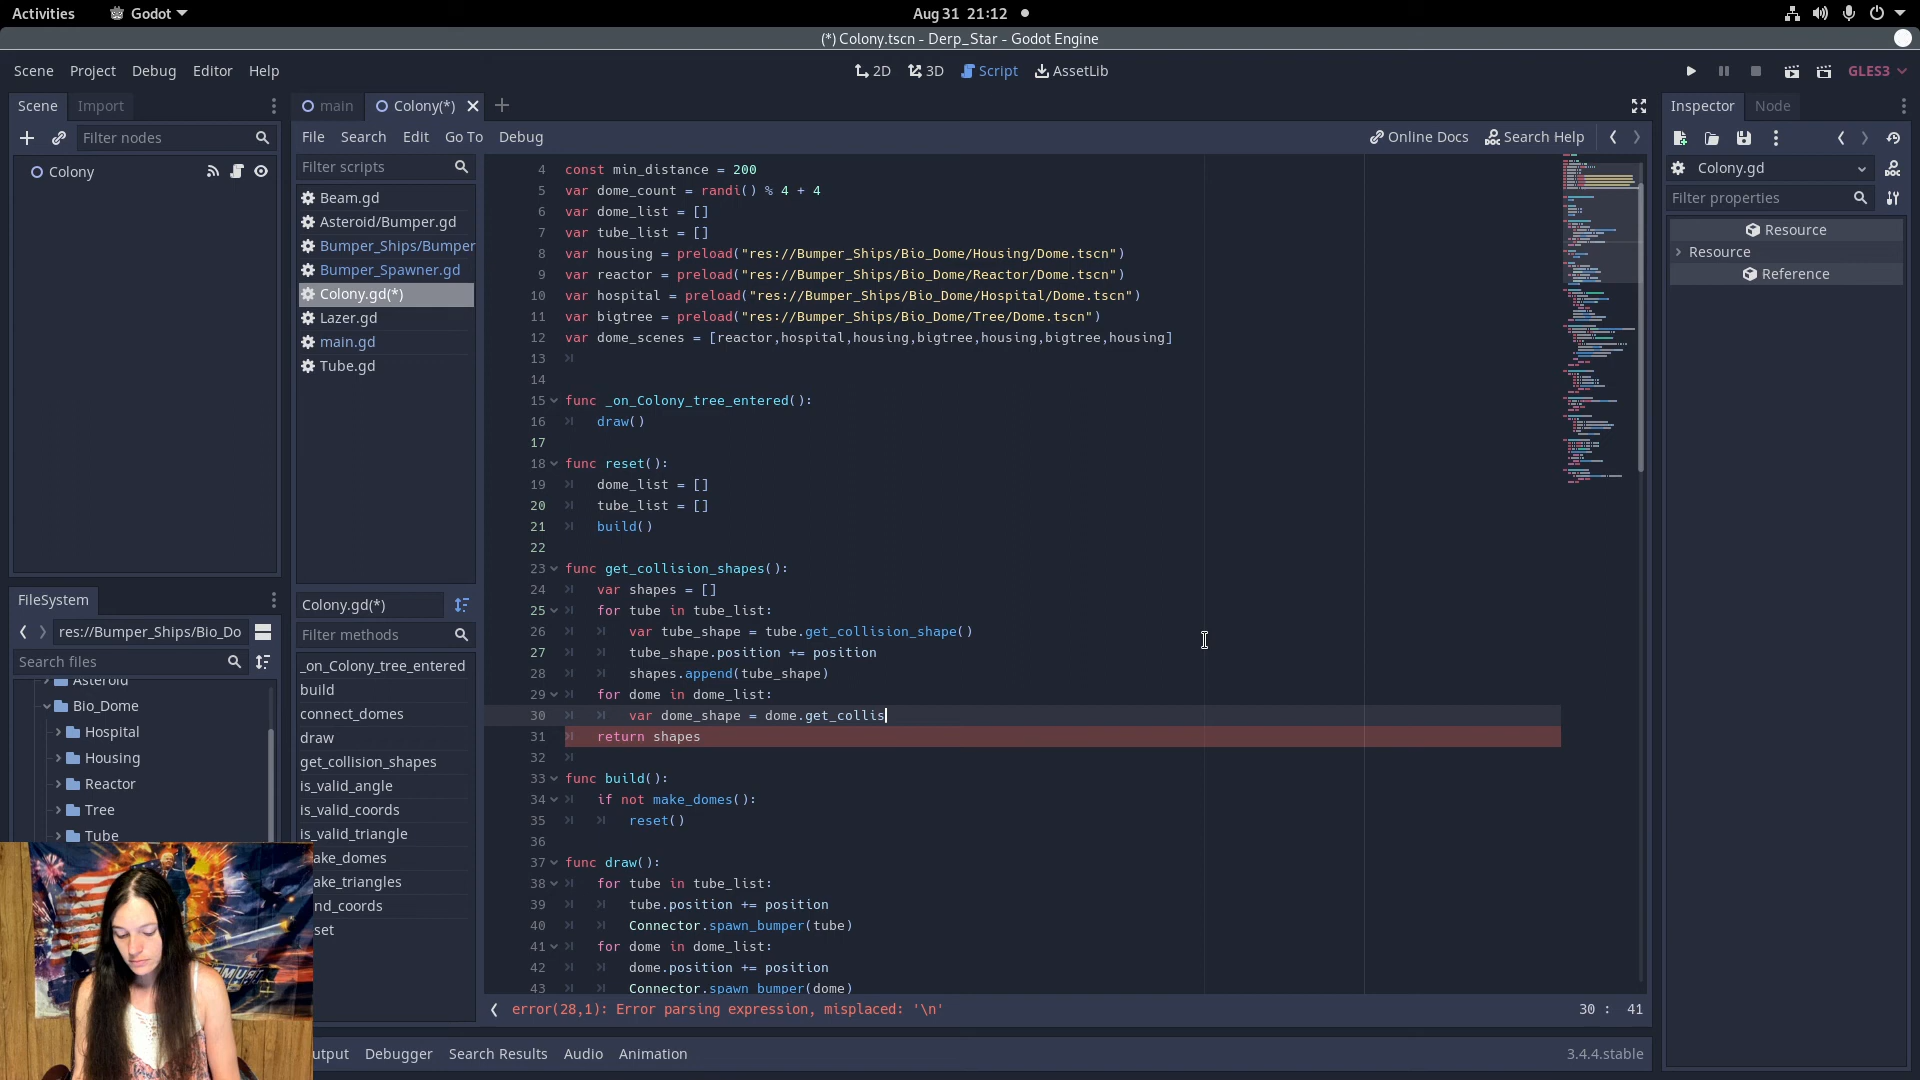 Activities
Godot
Aug 31 21:12
(*) Colony.tscn - Derp_Star - Godot Engine
Scene Project Debug Editor Help
2D 3D Script AssetLib
GLES3
Scene Import
main Colony(*)
Inspector Node
Filter nodes
File Search Edit Go To Debug
Online Docs Search Help
Colony
Filter scripts
Beam.gd
Asteroid/Bumper.gd
Bumper_Ships/Bumper
Bumper_Spawner.gd
Colony.gd(*)
Lazer.gd
main.gd
Tube.gd
Colony.gd
Filter properties
Resource
Resource
Reference
4 const min_distance = 200
5 var dome_count = randi() % 4 + 4
6 var dome_list = []
7 var tube_list = []
8 var housing = preload("res://Bumper_Ships/Bio_Dome/Housing/Dome.tscn")
9 var reactor = preload("res://Bumper_Ships/Bio_Dome/Reactor/Dome.tscn")
10 var hospital = preload("res://Bumper_Ships/Bio_Dome/Hospital/Dome.tscn")
11 var bigtree = preload("res://Bumper_Ships/Bio_Dome/Tree/Dome.tscn")
12 var dome_scenes = [reactor,hospital,housing,bigtree,housing,bigtree,housing]
13
14
15 func _on_Colony_tree_entered():
16 draw()
17
18 func reset():
19 dome_list = []
20 tube_list = []
21 build()
22
23 func get_collision_shapes():
24 var shapes = []
25 for tube in tube_list:
26 var tube_shape = tube.get_collision_shape()
27 tube_shape.position += position
28 shapes.append(tube_shape)
29 for dome in dome_list:
30 var dome_shape = dome.get_collis
31 return shapes
32
33 func build():
34 if not make_domes():
35 reset()
36
37 func draw():
38 for tube in tube_list:
39 tube.position += position
40 Connector.spawn_bumper(tube)
41 for dome in dome_list:
42 dome.position += position
43 Connector.spawn_bumper(dome)
FileSystem
res://Bumper_Ships/Bio_Do
Search files
Asteroid
Bio_Dome
Hospital
Housing
Reactor
Tree
Tube
Colony.gd(*)
Filter methods
_on_Colony_tree_entered
build
connect_domes
draw
get_collision_shapes
is_valid_angle
is_valid_coords
is_valid_triangle
ake_domes
ake_triangles
nd_coords
set
error(28,1): Error parsing expression, misplaced: '\n'
30 : 41
utput Debugger Search Results Audio Animation
3.4.4.stable